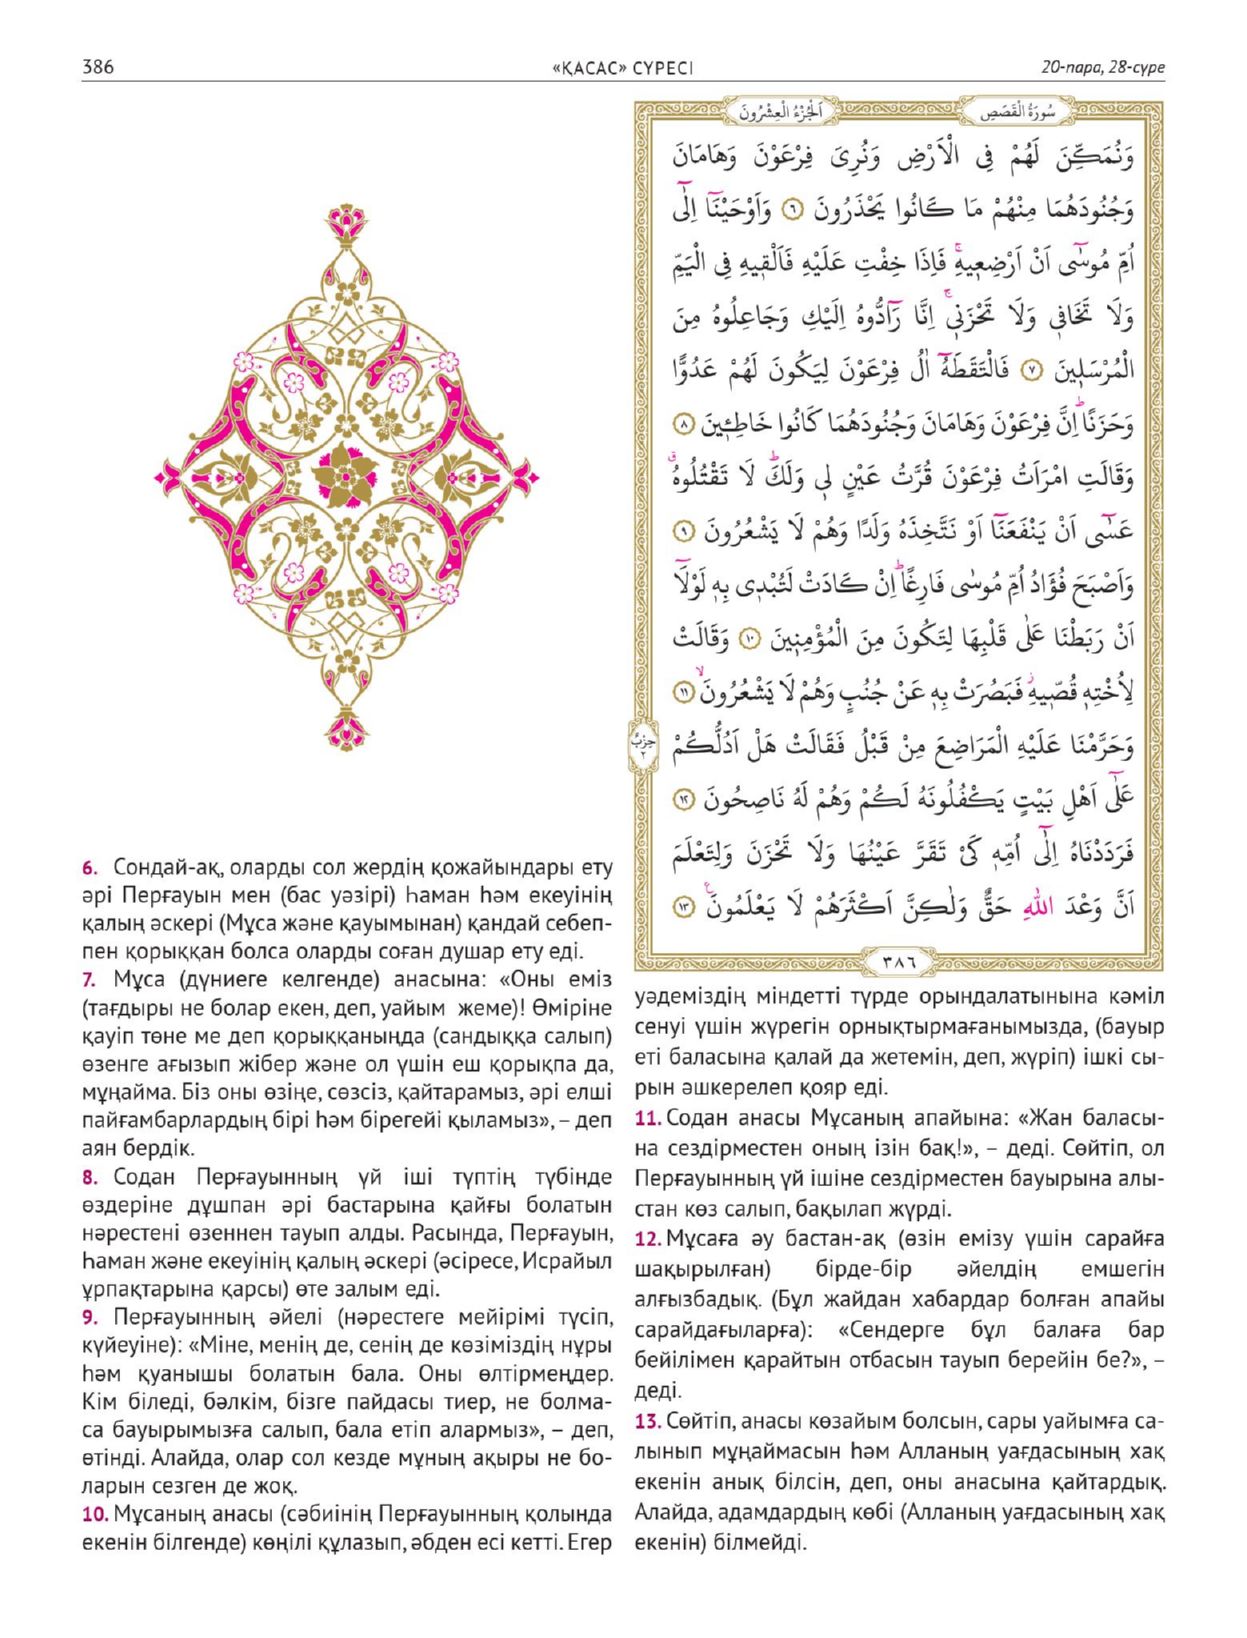 386
«ҚАСАС» СҮРЕСІ
20-пара, 28-сүре
اَلْجُزْءُ الْعِشْرُونَ
سُورَةُ الْقَصَصِ
وَنُمَكِّنَ لَهُمْ فِى الْاَرْضِ وَنُرِىَ فِرْعَوْنَ وَهَامَانَ
وَجُنُودَهُمَا مِنْهُمْ مَا كَانُوا يَحْذَرُونَ ﴿٦﴾ وَاَوْحَيْنَٓا اِلٰٓى
اُمِّ مُوسٰٓى اَنْ اَرْضِعِيهِۚ فَاِذَا خِفْتِ عَلَيْهِ فَاَلْقِيهِ فِى الْيَمِّ
وَلَا تَخَافِى وَلَا تَحْزَنِىۚ اِنَّا رَٓادُّوهُ اِلَيْكِ وَجَاعِلُوهُ مِنَ
الْمُرْسَلِينَ ﴿٧﴾ فَالْتَقَطَهُٓ اٰلُ فِرْعَوْنَ لِيَكُونَ لَهُمْ عَدُوًّا
وَحَزَنًاۜ اِنَّ فِرْعَوْنَ وَهَامَانَ وَجُنُودَهُمَا كَانُوا خَاطِـِٔينَ ﴿٨﴾
وَقَالَتِ امْرَاَتُ فِرْعَوْنَ قُرَّتُ عَيْنٍ لِى وَلَكَۜ لَا تَقْتُلُوهُۗ
عَسٰٓى اَنْ يَنْفَعَنَٓا اَوْ نَتَّخِذَهُ وَلَدًا وَهُمْ لَا يَشْعُرُونَ ﴿٩﴾
وَاَصْبَحَ فُؤٰادُ اُمِّ مُوسٰى فَارِغًاۜ اِنْ كَادَتْ لَتُبْدِى بِهِ لَوْلَٓا
اَنْ رَبَطْنَا عَلٰى قَلْبِهَا لِتَكُونَ مِنَ الْمُؤْمِنِينَ ﴿١٠﴾ وَقَالَتْ
لِاُخْتِهِ قُصِّيهِۘ فَبَصُرَتْ بِهِ عَنْ جُنُبٍ وَهُمْ لَا يَشْعُرُونَۙ ﴿١١﴾
وَحَرَّمْنَا عَلَيْهِ الْمَرَاضِعَ مِنْ قَبْلُ فَقَالَتْ هَلْ اَدُلُّكُمْ
عَلٰٓى اَهْلِ بَيْتٍ يَكْفُلُونَهُ لَكُمْ وَهُمْ لَهُ نَاصِحُونَ ﴿١٢﴾
فَرَدَدْنَاهُ اِلٰٓى اُمِّهِ كَىْ تَقَرَّ عَيْنُهَا وَلَا تَحْزَنَ وَلِتَعْلَمَ
اَنَّ وَعْدَ اللّٰهِ حَقٌّ وَلٰكِنَّ اَكْثَرَهُمْ لَا يَعْلَمُونَ۟ ﴿١٣﴾
حِزْبُ
٢
٣٨٦
6. Сондай-ақ, оларды сол жердің қожайындары ету
әрі Перғауын мен (бас уәзірі) Һаман һәм екеуінің
қалың әскері (Мұса және қауымынан) қандай себеп-
пен қорыққан болса оларды соған душар ету еді.
7. Мұса (дүниеге келгенде) анасына: «Оны еміз
(тағдыры не болар екен, деп, уайым жеме)! Өміріне
қауіп төне ме деп қорыққаныңда (сандыққа салып)
өзенге ағызып жібер және ол үшін еш қорықпа да,
мұңайма. Біз оны өзіңе, сөзсіз, қайтарамыз, әрі елші
пайғамбарлардың бірі һәм бірегейі қыламыз», – деп
аян бердік.
8. Содан Перғауынның үй іші түптің түбінде
өздеріне дұшпан әрі бастарына қайғы болатын
нәрестені өзеннен тауып алды. Расында, Перғауын,
Һаман және екеуінің қалың әскері (әсіресе, Исрайыл
ұрпақтарына қарсы) өте залым еді.
9. Перғауынның әйелі (нәрестеге мейірімі түсіп,
күйеуіне): «Міне, менің де, сенің де көзіміздің нұры
һәм қуанышы болатын бала. Оны өлтірмеңдер.
Кім біледі, бәлкім, бізге пайдасы тиер, не болма-
са бауырымызға салып, бала етіп алармыз», – деп,
өтінді. Алайда, олар сол кезде мұның ақыры не бо-
ларын сезген де жоқ.
10. Мұсаның анасы (сәбиінің Перғауынның қолында
екенін білгенде) көңілі құлазып, әбден есі кетті. Егер
уәдеміздің міндетті түрде орындалатынына кәміл
сенуі үшін жүрегін орнықтырмағанымызда, (бауыр
еті баласына қалай да жетемін, деп, жүріп) ішкі сы-
рын әшкерелеп қояр еді.
11. Содан анасы Мұсаның апайына: «Жан баласы-
на сездірместен оның ізін бақ!», – деді. Сөйтіп, ол
Перғауынның үй ішіне сездірместен бауырына алы-
стан көз салып, бақылап жүрді.
12. Мұсаға әу бастан-ақ (өзін емізу үшін сарайға
шақырылған) бірде-бір әйелдің емшегін
алғызбадық. (Бұл жайдан хабардар болған апайы
сарайдағыларға): «Сендерге бұл балаға бар
бейілімен қарайтын отбасын тауып берейін бе?», –
деді.
13. Сөйтіп, анасы көзайым болсын, сары уайымға са-
лынып мұңаймасын һәм Алланың уағдасының хақ
екенін анық білсін, деп, оны анасына қайтардық.
Алайда, адамдардың көбі (Алланың уағдасының хақ
екенін) білмейді.